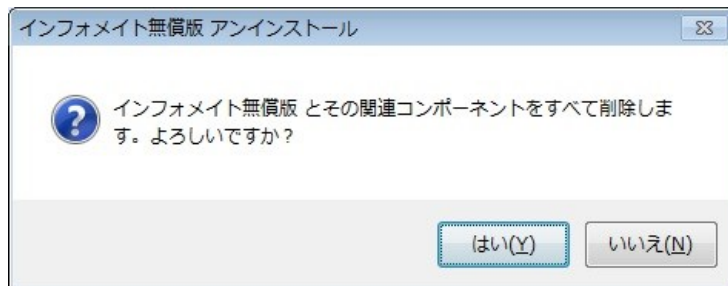 インフォメイト無償版 アンインストール
インフォメイト無償版 とその関連コンポーネントをすべて削除しま
す。よろしいですか？
はい(Y)
いいえ(N)